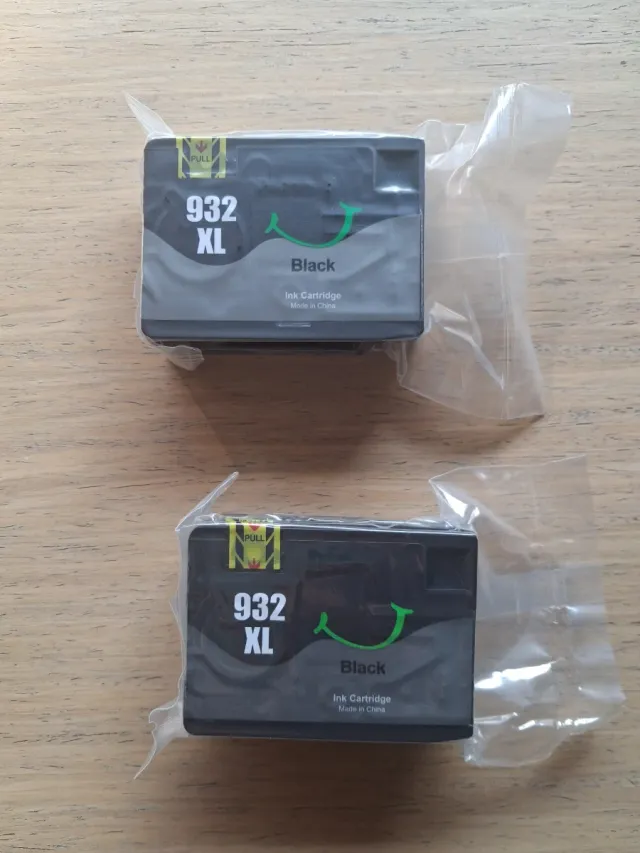 PULL
932
XL
Black
Ink Cartridge
Made in China
PULL
932
XL
Black
Ink Cartridge
Made in China